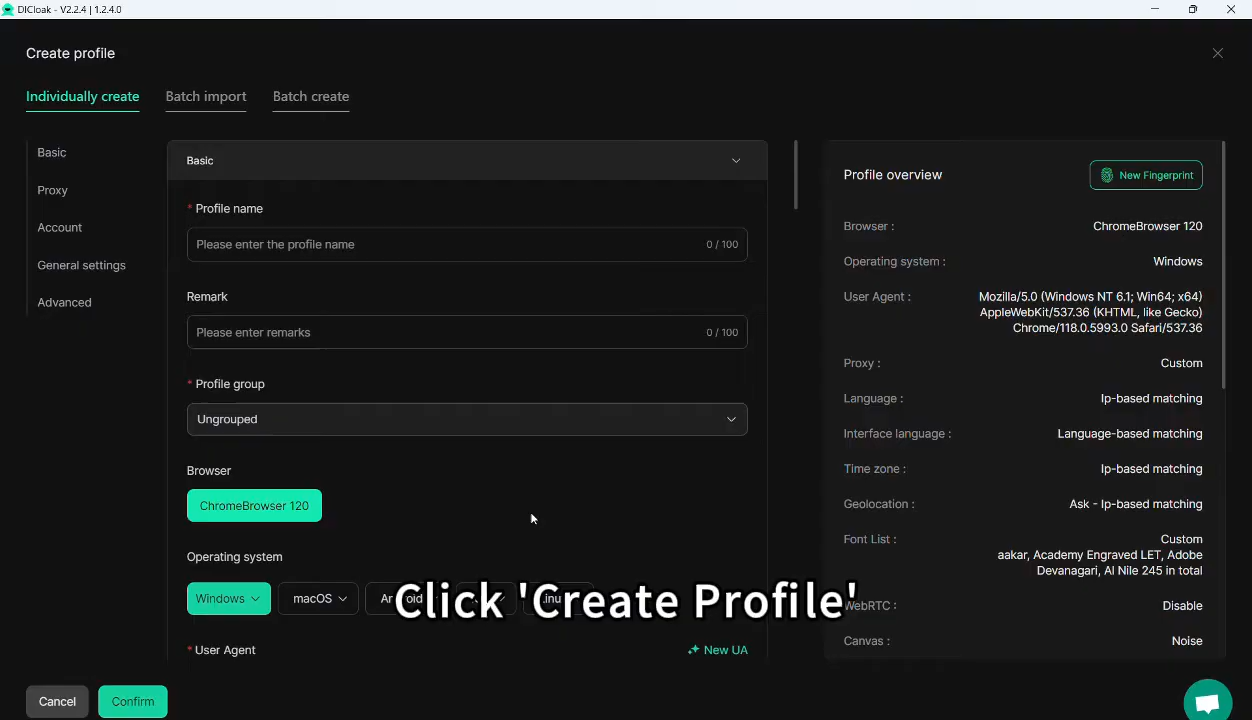 DICloak - V2.2.4 | 1.2.4.0
Create profile
Individually create
Batch import
Batch create
Basic
Proxy
Account
General settings
Advanced
Basic
* Profile name
Please enter the profile name
0 / 100
Remark
Please enter remarks
0 / 100
* Profile group
Ungrouped
Browser
ChromeBrowser 120
Operating system
Windows
macOS
Click 'Create Profile'
* User Agent
New UA
Cancel
Confirm
Profile overview
New Fingerprint
Browser :
ChromeBrowser 120
Operating system :
Windows
User Agent :
Mozilla/5.0 (Windows NT 6.1; Win64; x64)
AppleWebKit/537.36 (KHTML, like Gecko)
Chrome/118.0.5993.0 Safari/537.36
Proxy :
Custom
Language :
Ip-based matching
Interface language :
Language-based matching
Time zone :
Ip-based matching
Geolocation :
Ask - Ip-based matching
Font List :
Custom
aakar, Academy Engraved LET, Adobe
Devanagari, Al Nile 245 in total
WebRTC :
Disable
Canvas :
Noise